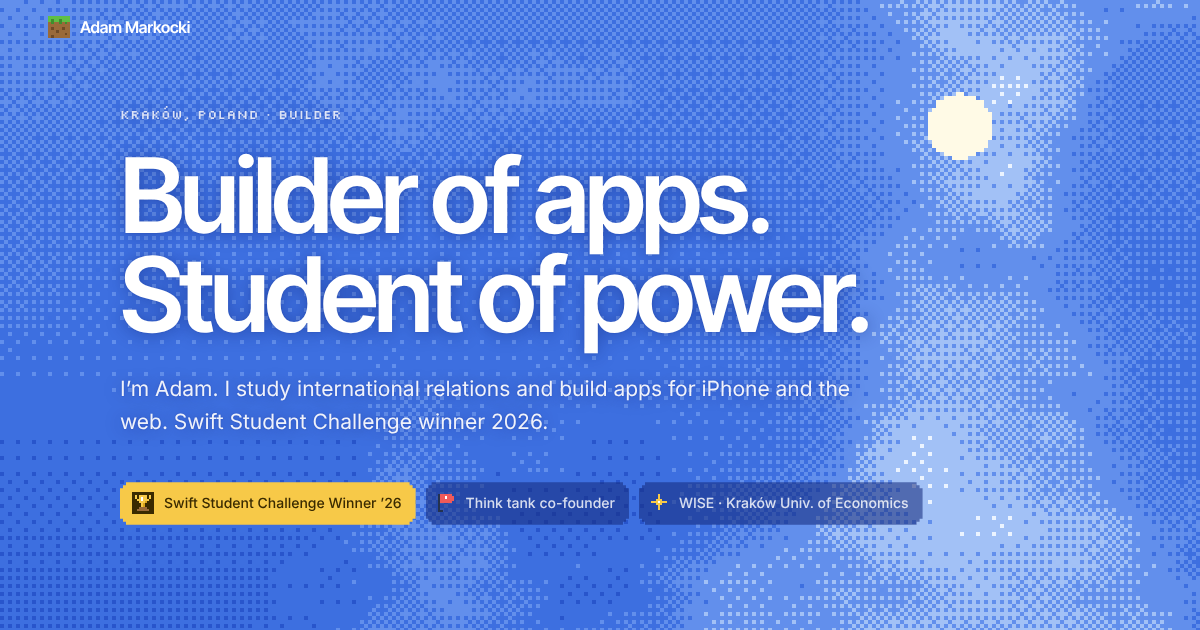 Adam Markocki
KRAKÓW, POLAND · BUILDER
Builder of apps.
Student of power.
I’m Adam. I study international relations and build apps for iPhone and the
web. Swift Student Challenge winner 2026.
Swift Student Challenge Winner ’26
Think tank co-founder
WISE · Kraków Univ. of Economics